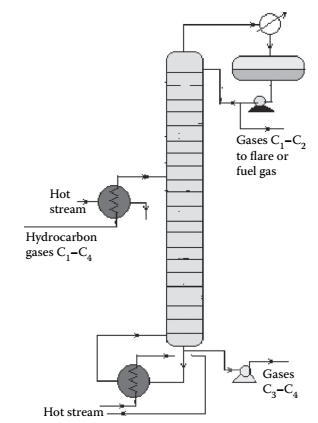 Gases C₁–C₂
to flare or
fuel gas
Hot
stream
Hydrocarbon
gases C₁–C₄
Gases
C₃–C₄
Hot stream